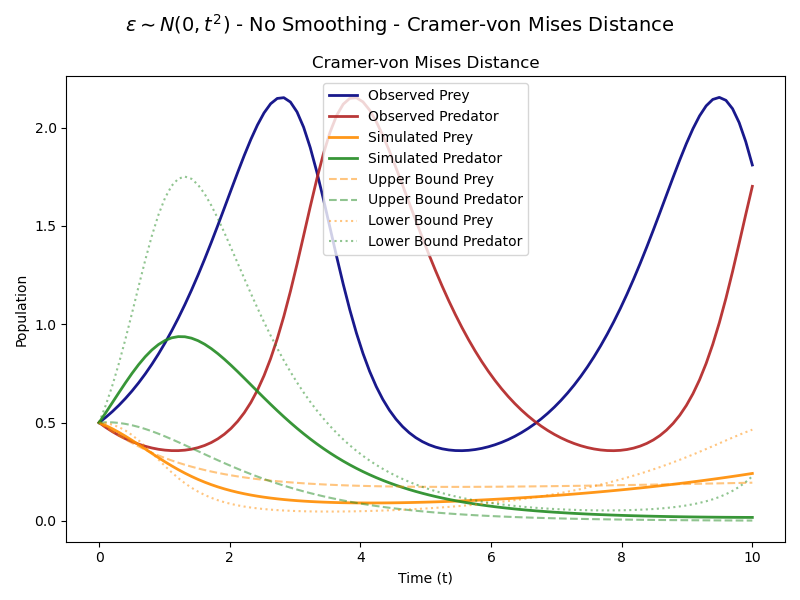 ε ~ N(0, t²) - No Smoothing - Cramer-von Mises Distance
Cramer-von Mises Distance
Observed Prey
Observed Predator
Simulated Prey
Simulated Predator
Upper Bound Prey
Upper Bound Predator
Lower Bound Prey
Lower Bound Predator
Population
2.0
1.5
1.0
0.5
0.0
0 2 4 6 8 10
Time (t)